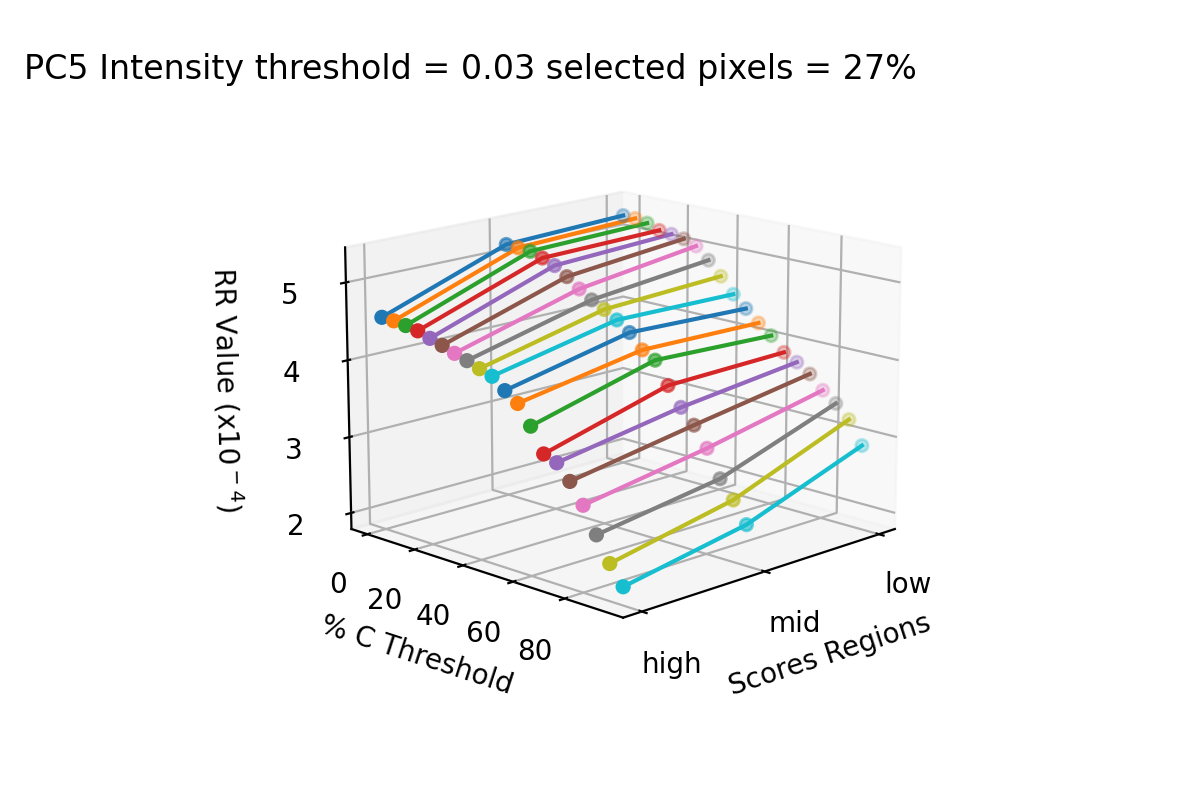 PC5 Intensity threshold = 0.03 selected pixels = 27%
RR Value (x10⁻⁴)
5
4
3
2
0
20
40
60
80
% C Threshold
high
mid
low
Scores Regions